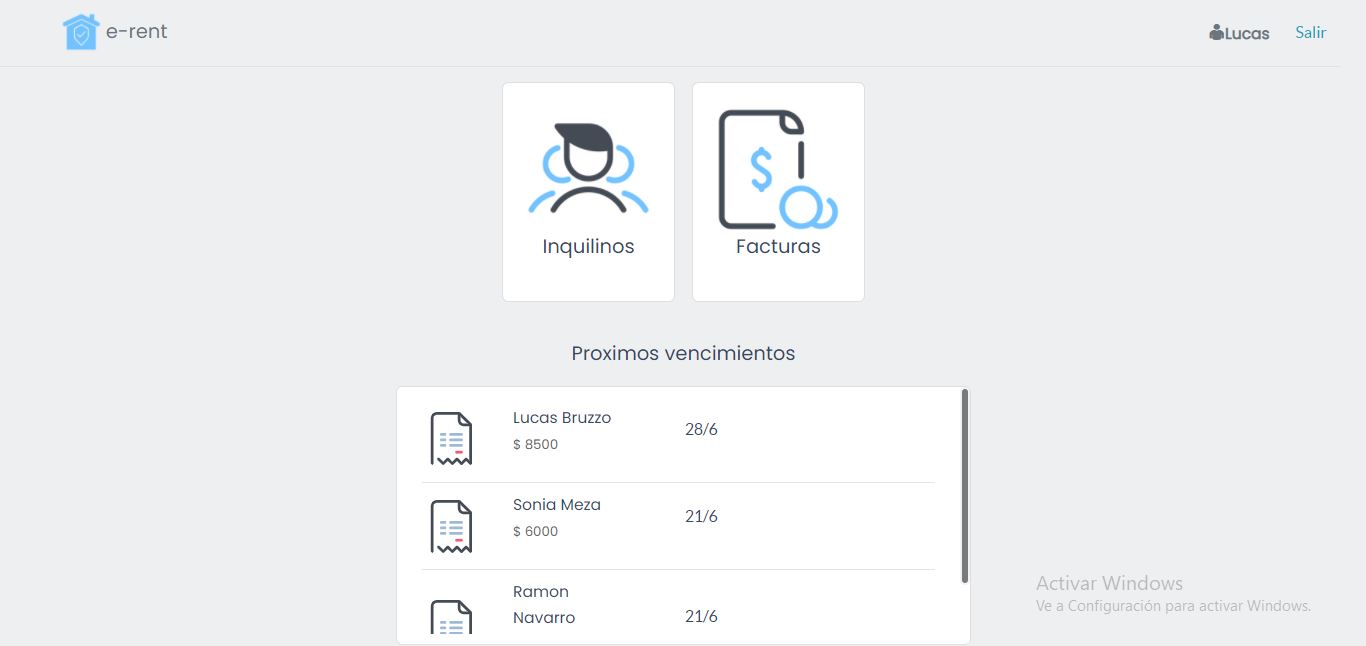 e-rent
Lucas Salir
Inquilinos Facturas
Proximos vencimientos
Lucas Bruzzo
28/6
$ 8500
Sonia Meza
21/6
$ 6000
Ramon
Navarro
21/6
Activar Windows
Ve a Configuración para activar Windows.